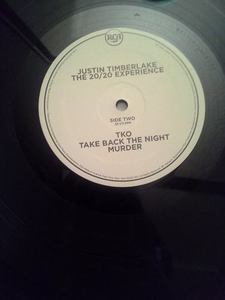 RCA
JUSTIN TIMBERLAKE
THE 20/20 EXPERIENCE
SIDE TWO
TKO
TAKE BACK THE NIGHT
MURDER